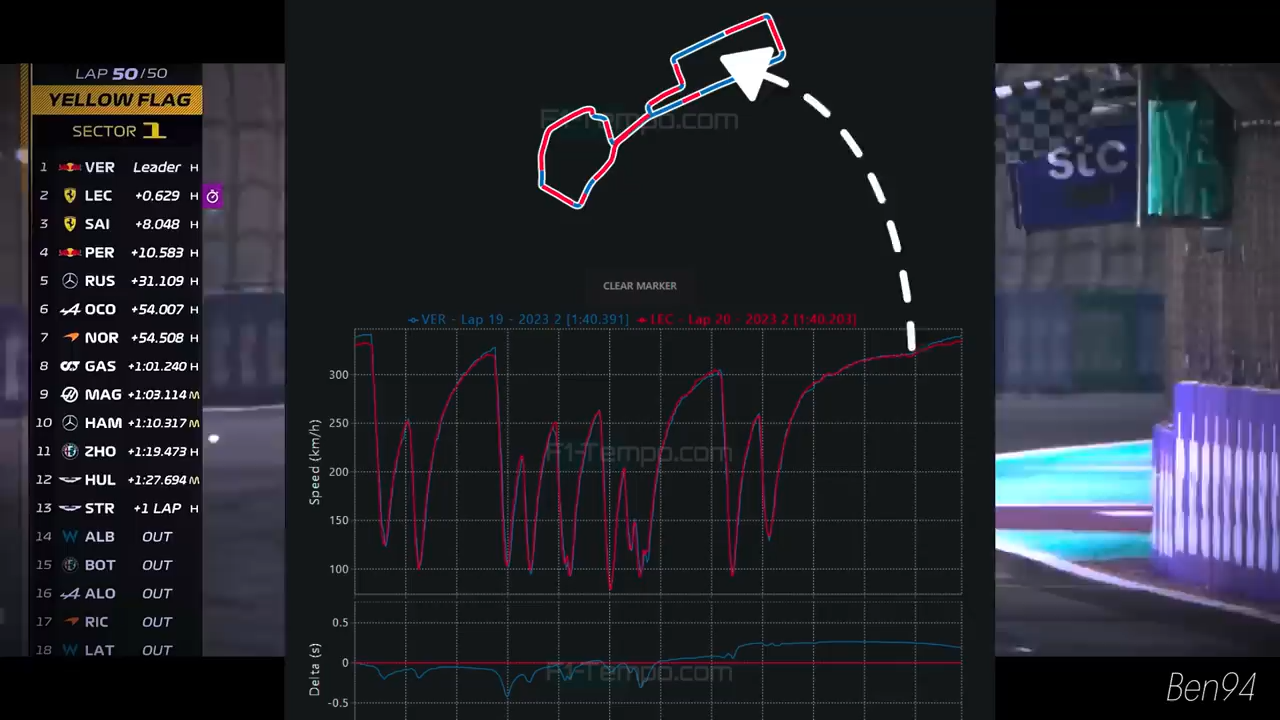 LAP 50/50
YELLOW FLAG
SECTOR 1
1 VER Leader H
2 LEC +0.629 H
3 SAI +8.048 H
4 PER +10.583 H
5 RUS +31.109 H
6 OCO +54.007 H
7 NOR +54.508 H
8 GAS +1:01.240 H
9 MAG +1:03.114 M
10 HAM +1:10.317 M
11 ZHO +1:19.473 H
12 HUL +1:27.694 M
13 STR +1 LAP H
14 ALB OUT
15 BOT OUT
16 ALO OUT
17 RIC OUT
18 LAT OUT
F1-Tempo.com
CLEAR MARKER
VER - Lap 19 - 2023 2 [1:40.391] LEC - Lap 20 - 2023 2 [1:40.203]
Speed (km/h)
300
250
200
150
100
F1-Tempo.com
Delta (s)
0.5
0
-0.5
F1-Tempo.com
stc
Ben94